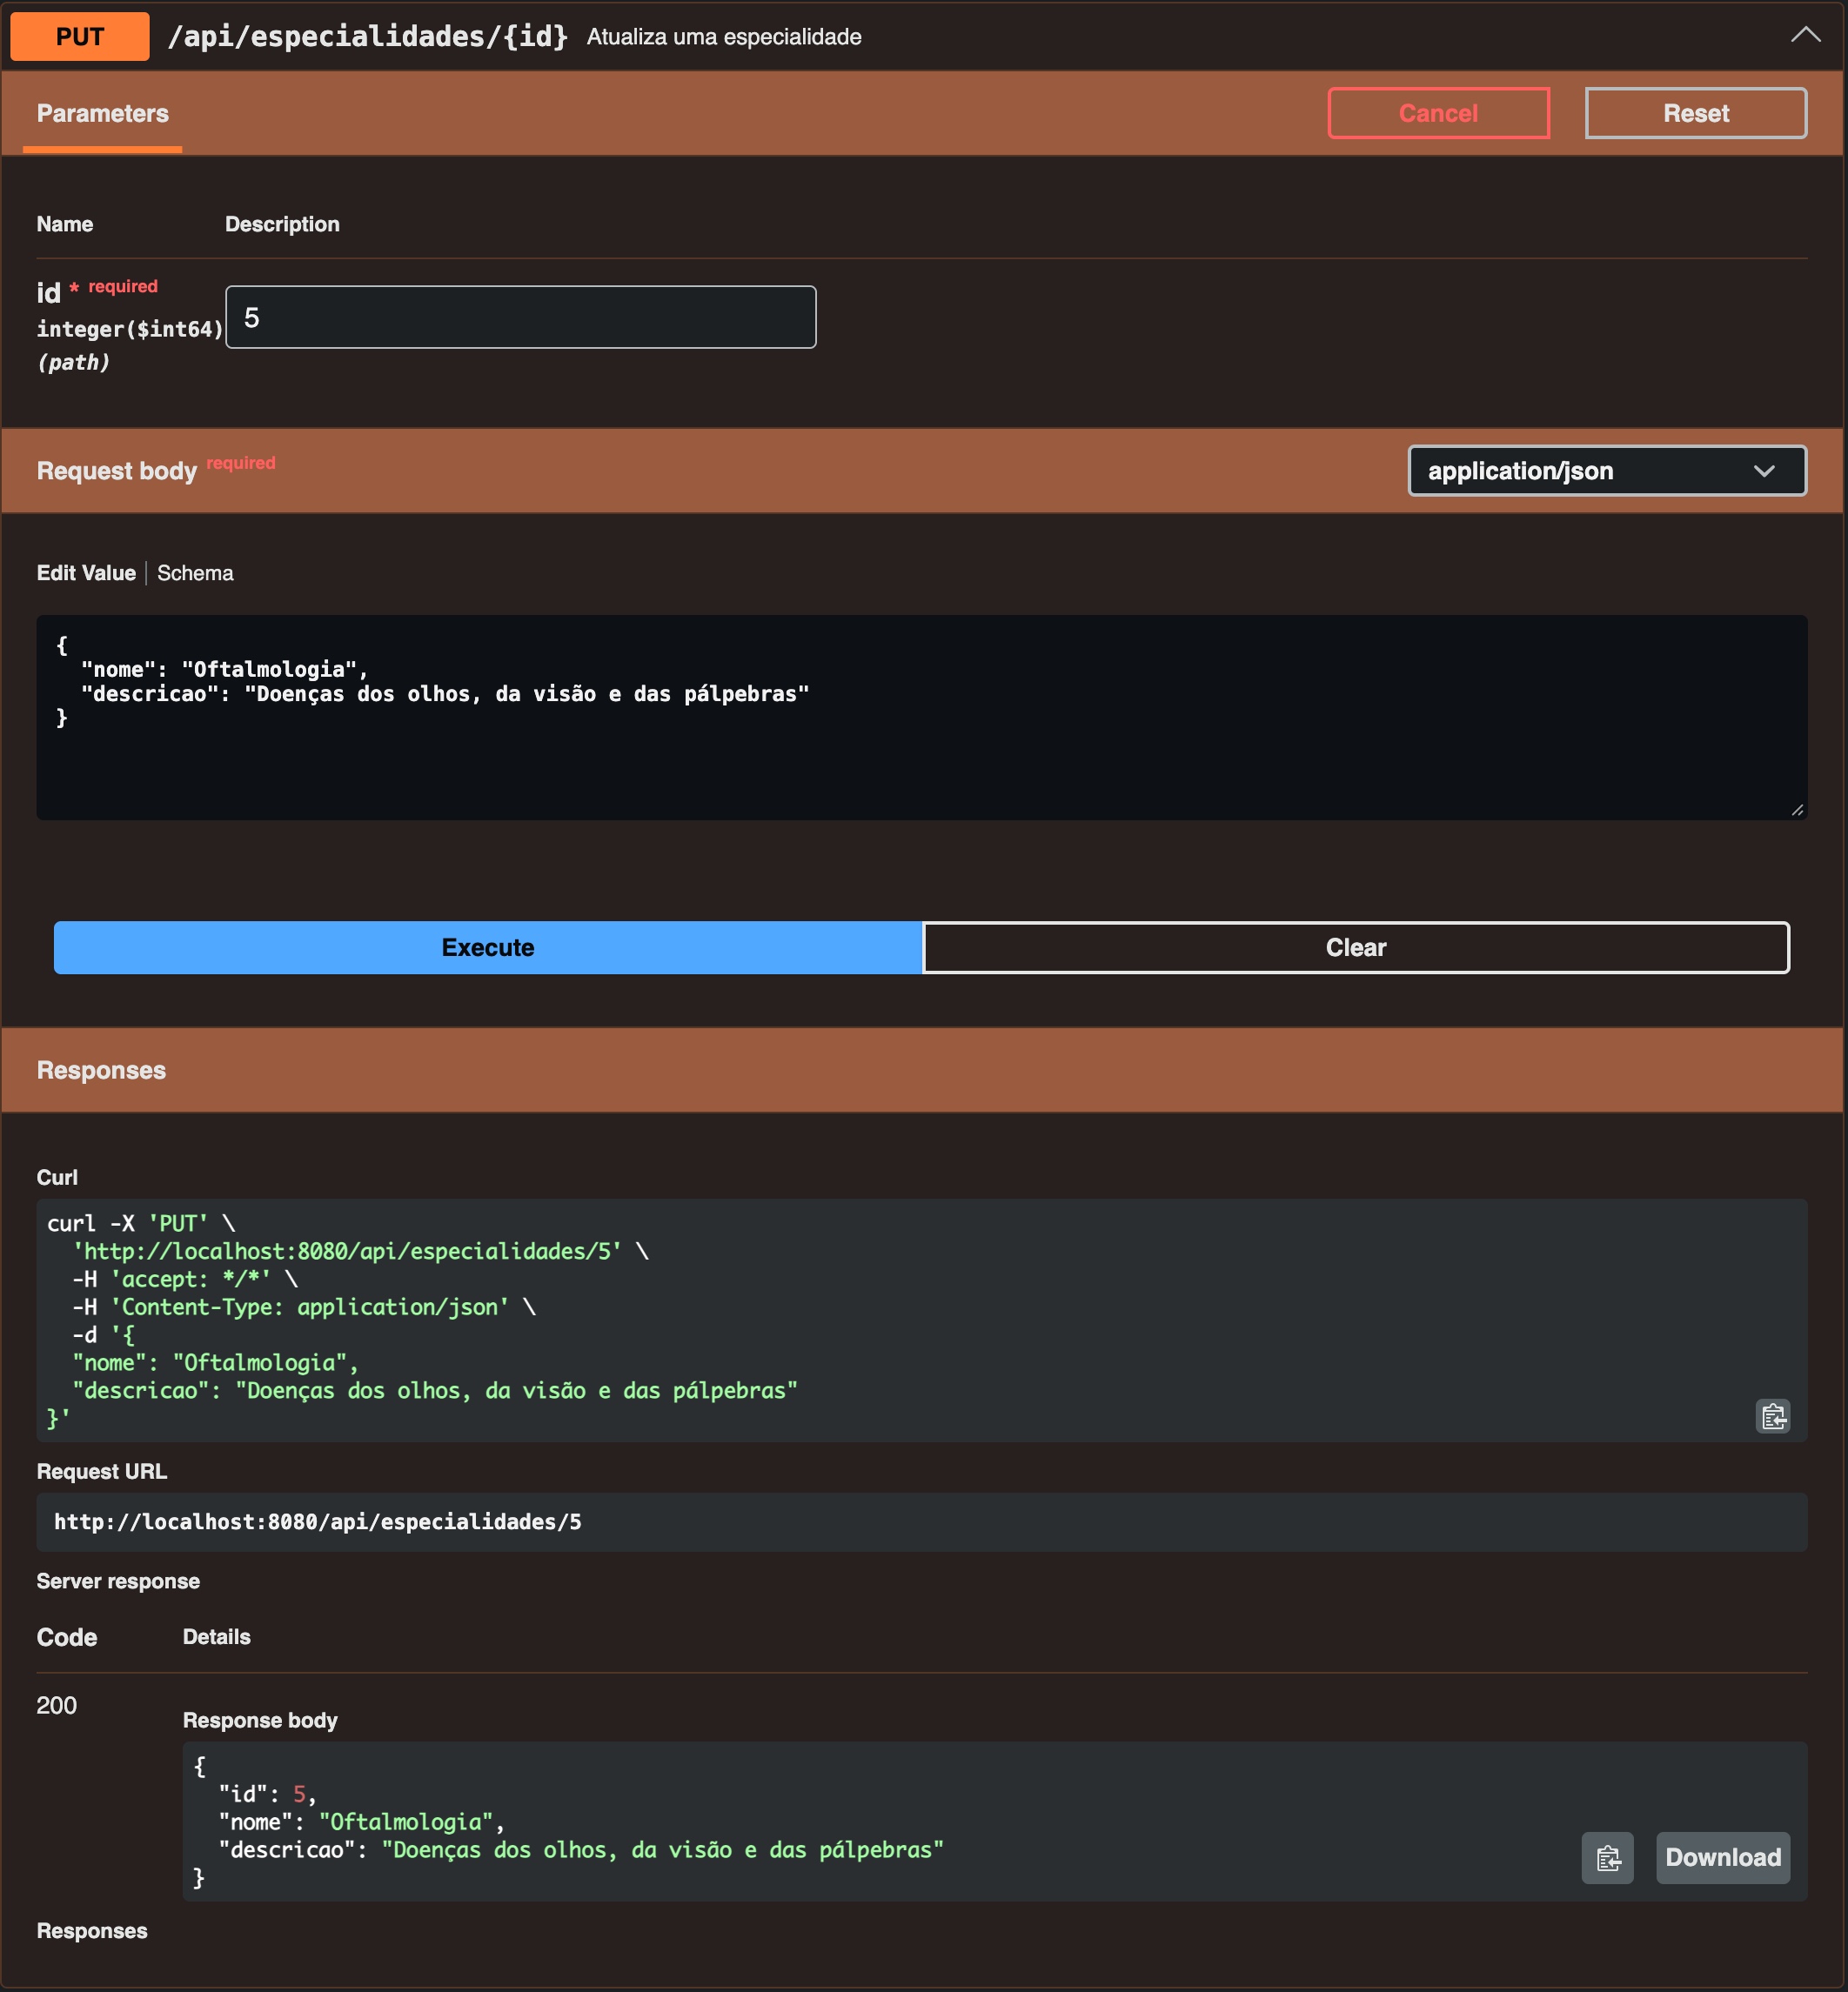 PUT /api/especialidades/{id} Atualiza uma especialidade
Parameters Cancel Reset
Name Description
id * required
integer($int64)
(path)
5
Request body required application/json
Edit Value | Schema
{
  "nome": "Oftalmologia",
  "descricao": "Doenças dos olhos, da visão e das pálpebras"
}
Execute Clear
Responses
Curl
curl -X 'PUT' \
  'http://localhost:8080/api/especialidades/5' \
  -H 'accept: */*' \
  -H 'Content-Type: application/json' \
  -d '{
  "nome": "Oftalmologia",
  "descricao": "Doenças dos olhos, da visão e das pálpebras"
}'
Request URL
http://localhost:8080/api/especialidades/5
Server response
Code Details
200
Response body
{
  "id": 5,
  "nome": "Oftalmologia",
  "descricao": "Doenças dos olhos, da visão e das pálpebras"
}
Download
Responses